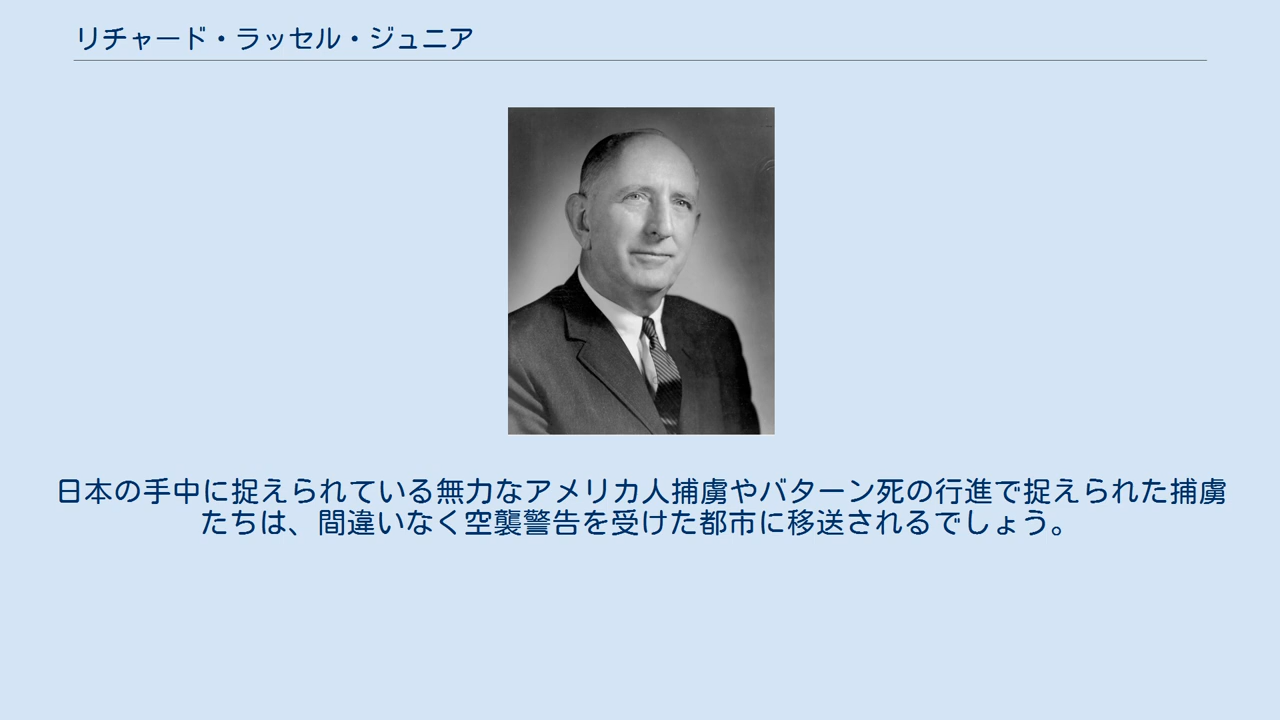 リチャード・ラッセル・ジュニア
日本の手中に捉えられている無力なアメリカ人捕虜やバターン死の行進で捉えられた捕虜
たちは、間違いなく空襲警告を受けた都市に移送されるでしょう。